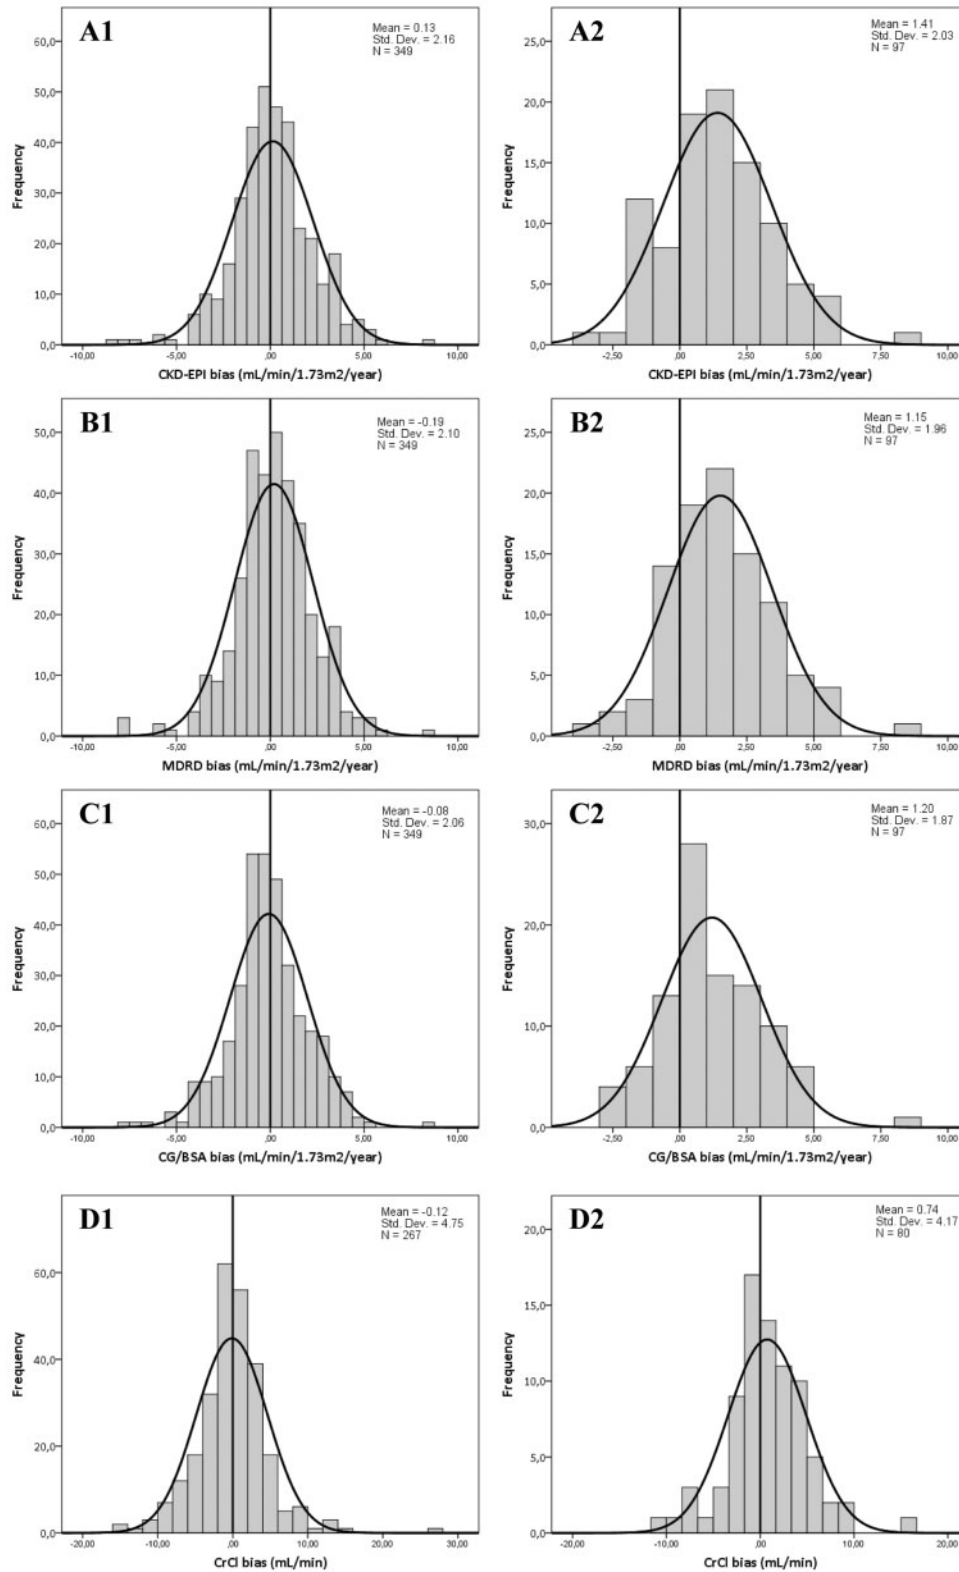 A1
Mean = 0.13
Std. Dev. = 2.16
N = 349
60,0
50,0
40,0
30,0
20,0
10,0
0,0
Frequency
-10,00 -5,00 ,00 5,00 10,00
CKD-EPI bias (mL/min/1.73m2/year)
A2
Mean = 1.41
Std. Dev. = 2.03
N = 97
25,0
20,0
15,0
10,0
5,0
0,0
Frequency
-2,50 ,00 2,50 5,00 10,00
CKD-EPI bias (mL/min/1.73m2/year)
B1
Mean = -0.19
Std. Dev. = 2.10
N = 349
50,0
40,0
30,0
20,0
10,0
0,0
Frequency
-10,00 -5,00 ,00 5,00 10,00
MDRD bias (mL/min/1.73m2/year)
B2
Mean = 1.15
Std. Dev. = 1.96
N = 97
25,0
20,0
15,0
10,0
5,0
0,0
Frequency
-2,50 ,00 2,50 5,00 10,00
MDRD bias (mL/min/1.73m2/year)
C1
Mean = -0.08
Std. Dev. = 2.06
N = 349
60,0
50,0
40,0
30,0
20,0
10,0
0,0
Frequency
-10,00 -5,00 ,00 5,00 10,00
CG/BSA bias (mL/min/1.73m2/year)
C2
Mean = 1.20
Std. Dev. = 1.87
N = 97
30,0
20,0
10,0
0,0
Frequency
-2,50 ,00 2,50 5,00 10,00
CG/BSA bias (mL/min/1.73m2/year)
D1
Mean = -0.12
Std. Dev. = 4.75
N = 267
60,0
40,0
20,0
0,0
Frequency
-20,00 -10,00 ,00 10,00 20,00 30,00
CrCl bias (mL/min)
D2
Mean = 0.74
Std. Dev. = 4.17
N = 80
20,0
15,0
10,0
5,0
0,0
Frequency
-20,00 -10,00 ,00 10,00 20,00
CrCl bias (mL/min)